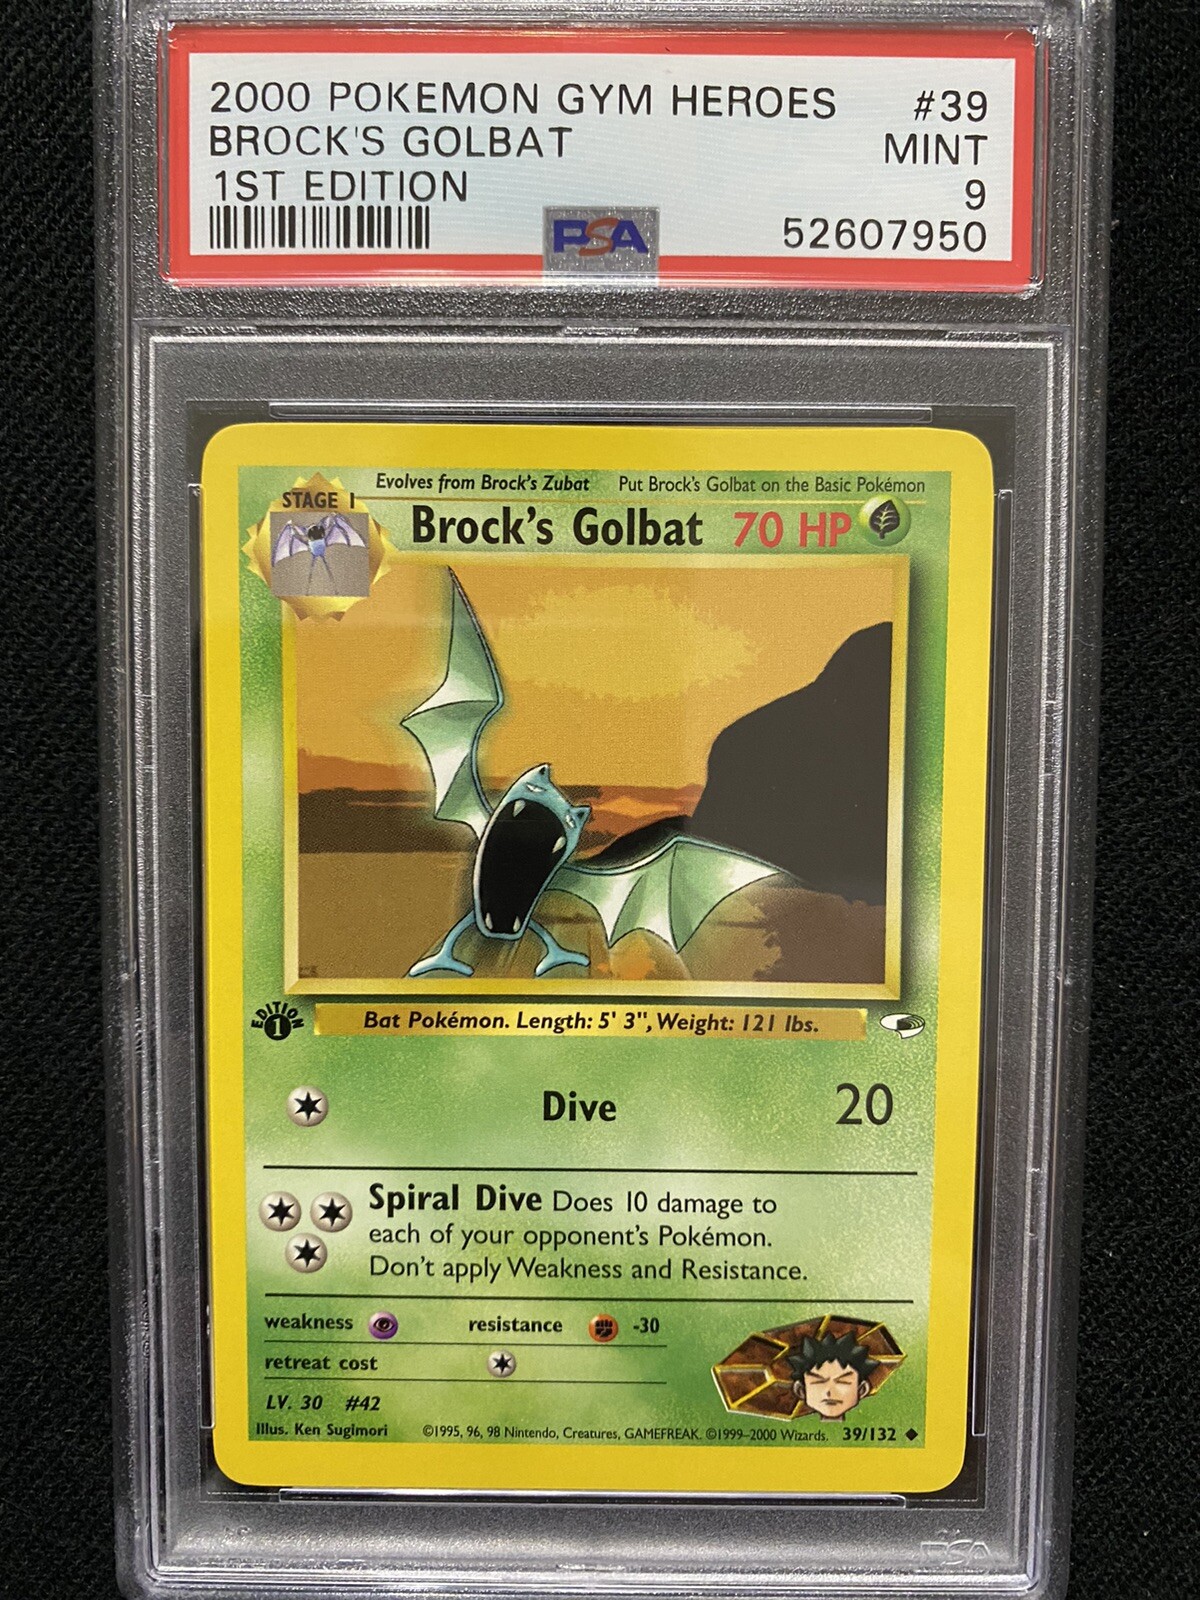 2000 POKEMON GYM HEROES #39
BROCK'S GOLBAT MINT
1ST EDITION 9
PSA 52607950
Evolves from Brock's Zubat Put Brock's Golbat on the Basic Pokémon
STAGE 1
Brock's Golbat 70 HP
EDITION 1
Bat Pokémon. Length: 5' 3", Weight: 121 lbs.
Dive 20
Spiral Dive Does 10 damage to
each of your opponent's Pokémon.
Don't apply Weakness and Resistance.
weakness resistance -30
retreat cost
LV. 30 #42
Illus. Ken Sugimori ©1995, 96, 98 Nintendo, Creatures, GAMEFREAK. ©1999-2000 Wizards. 39/132
PSA